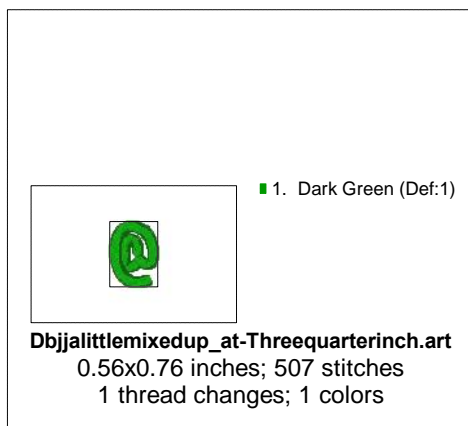 1. Dark Green (Def:1)
@
Dbjjalittlemixedup_at-Threequarterinch.art
0.56x0.76 inches; 507 stitches
1 thread changes; 1 colors